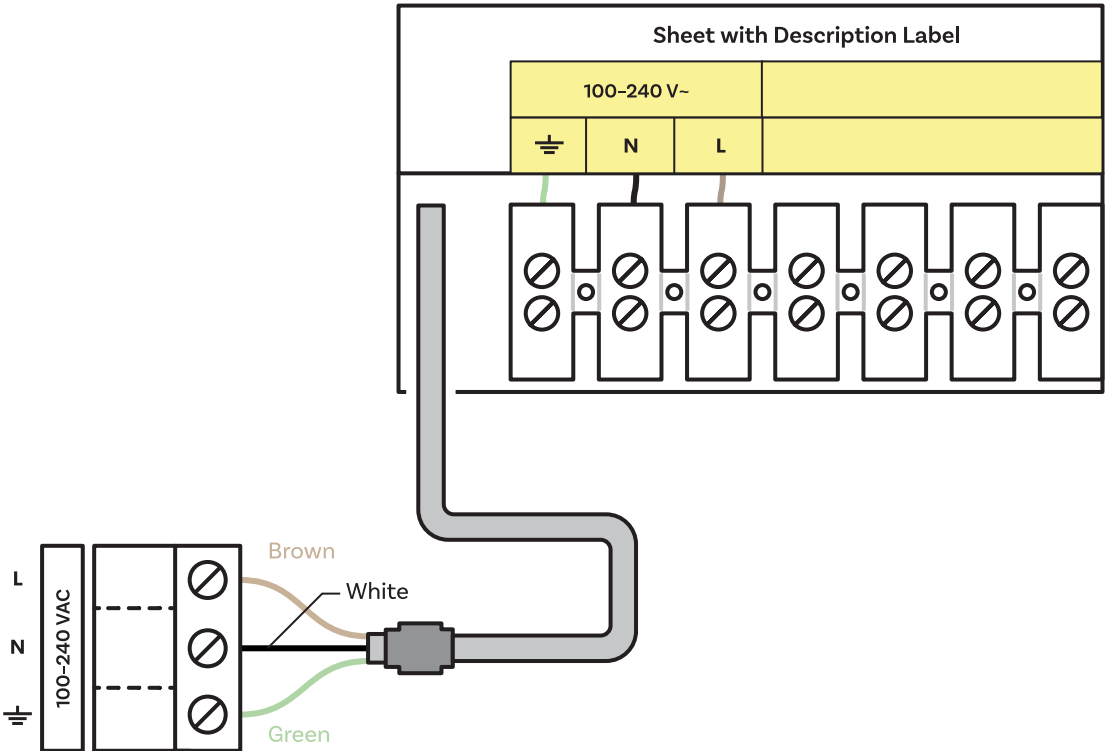 Sheet with Description Label
100–240 V~
N
L
Brown
White
L
N
100–240 VAC
Green